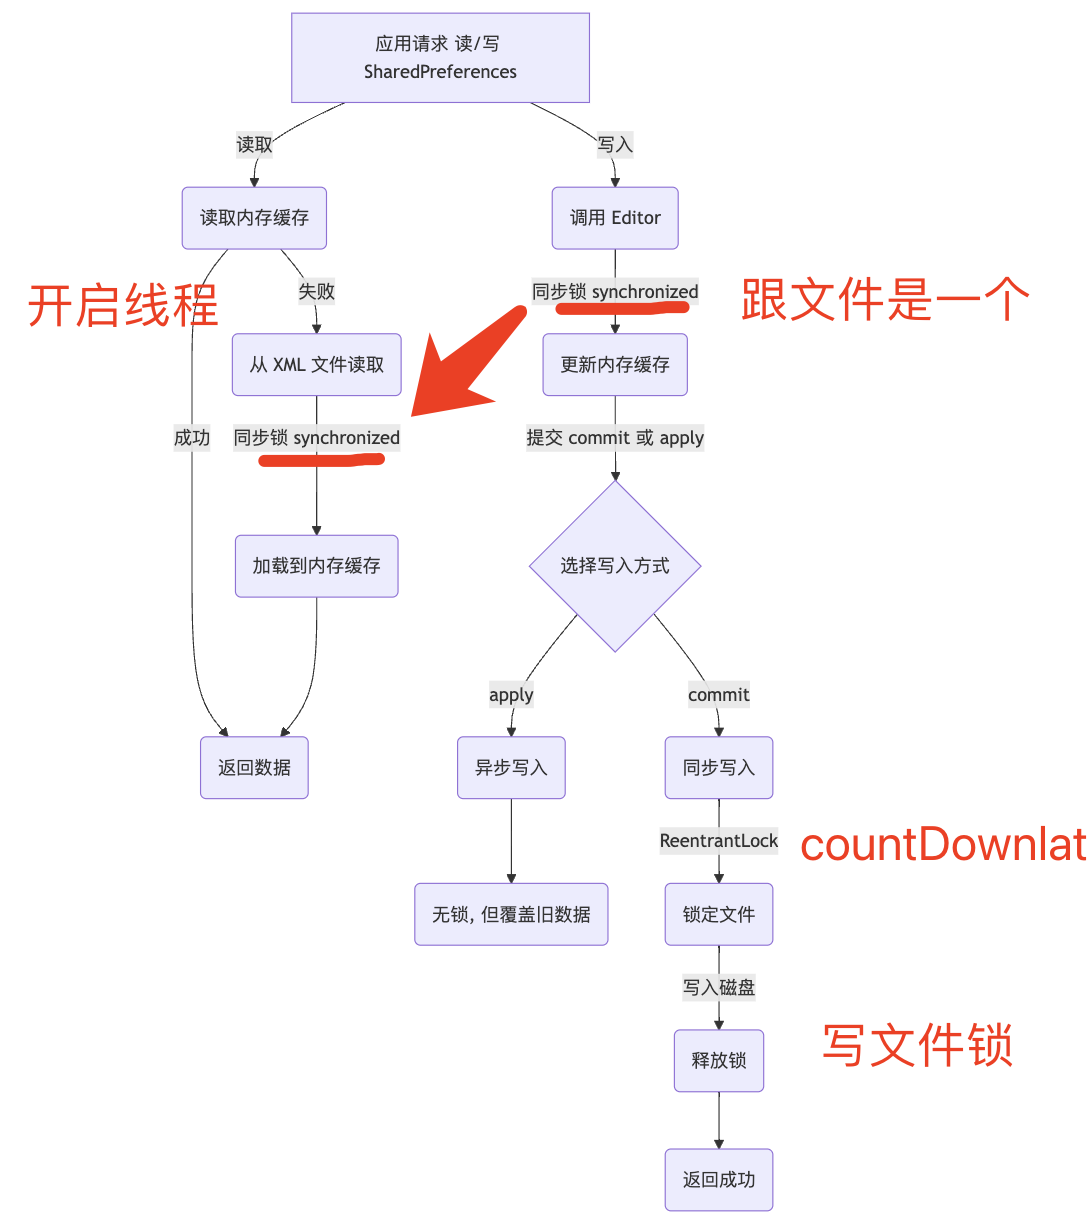 应用请求 读/写
SharedPreferences
读取
写入
读取内存缓存
调用 Editor
开启线程
失败
同步锁 synchronized
跟文件是一个
从 XML 文件读取
更新内存缓存
成功
同步锁 synchronized
提交 commit 或 apply
加载到内存缓存
选择写入方式
apply
commit
返回数据
异步写入
同步写入
ReentrantLock
countDownlat
无锁, 但覆盖旧数据
锁定文件
写入磁盘
写文件锁
释放锁
返回成功